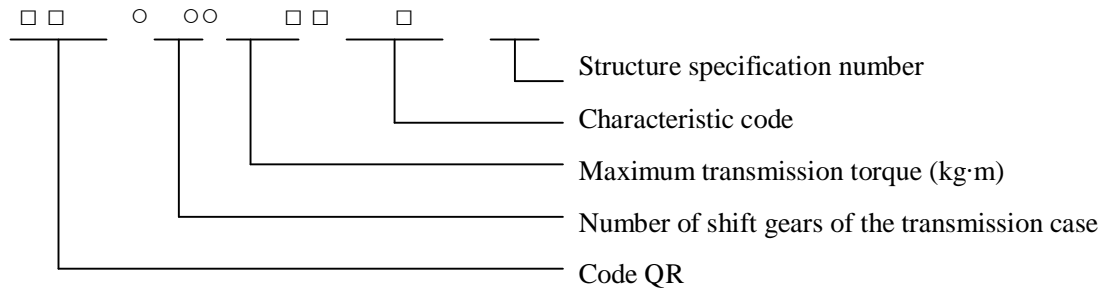 □ □ ○ ○○ □ □ □
Structure specification number
Characteristic code
Maximum transmission torque (kg·m)
Number of shift gears of the transmission case
Code QR